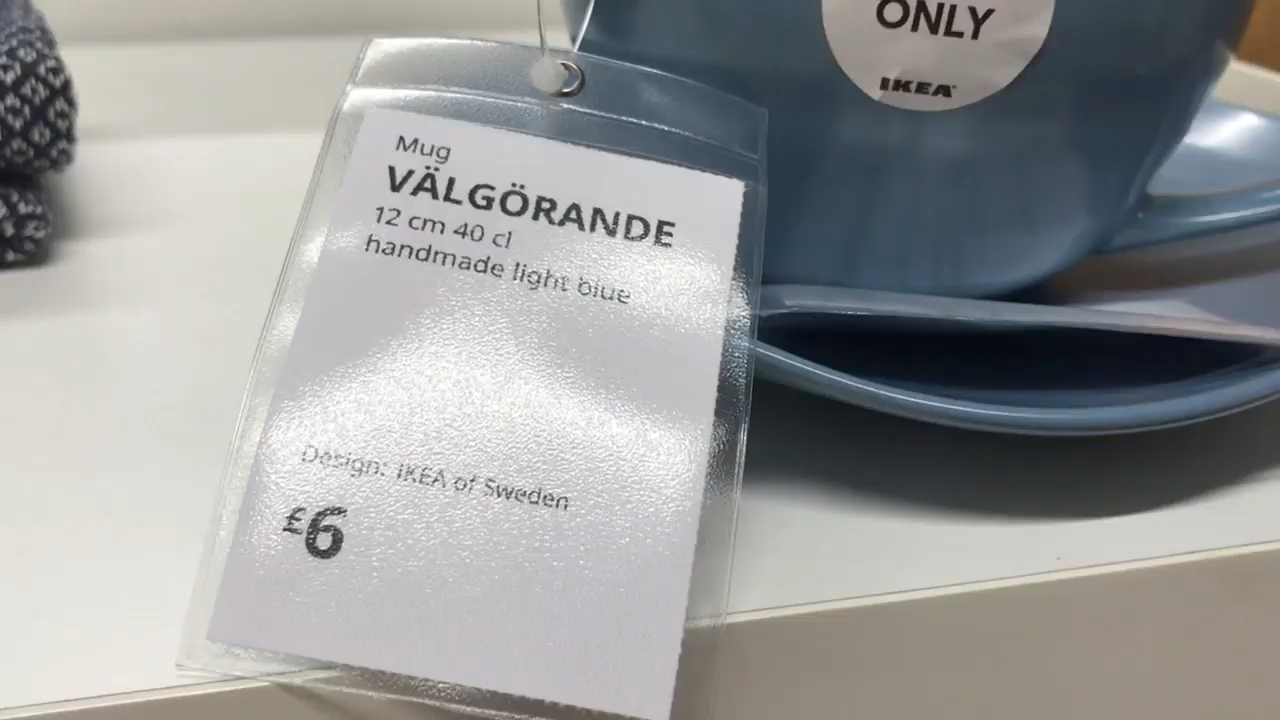 ONLY
IKEA
Mug
VÄLGÖRANDE
12 cm 40 cl
handmade light blue
Design: IKEA of Sweden
£6